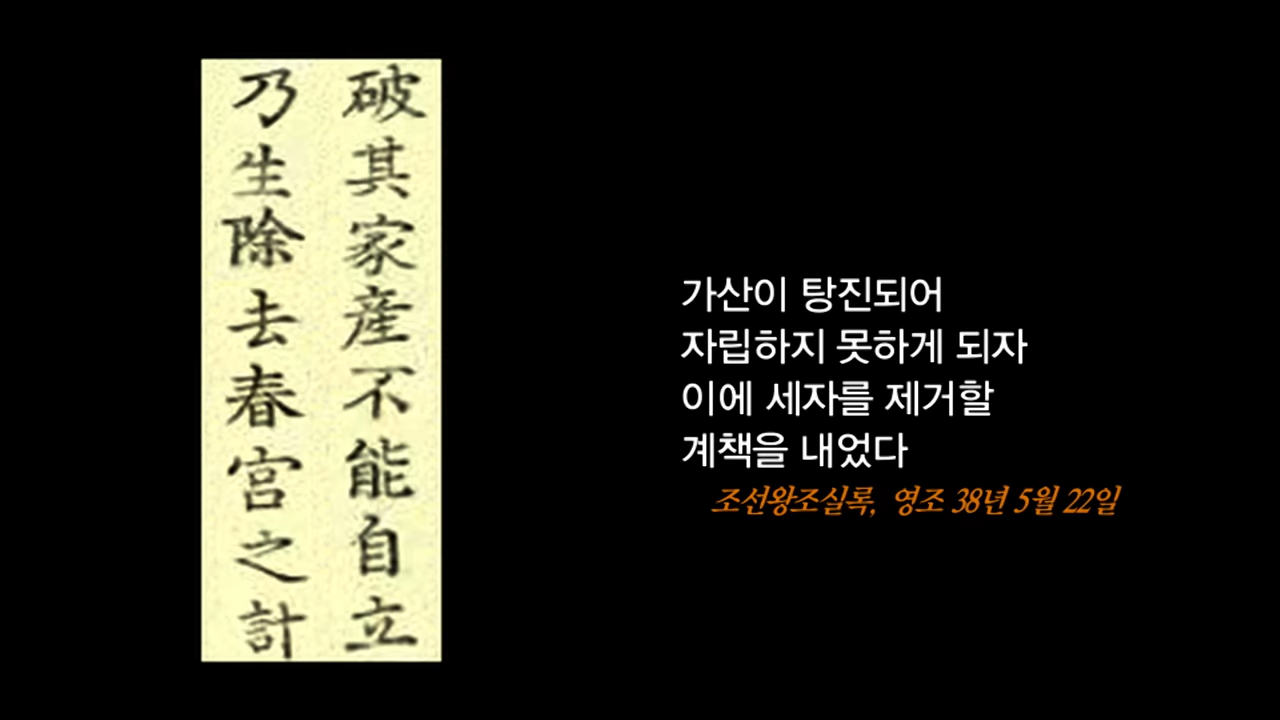 破其家産不能自立
乃生除去春宮之計
가산이 탕진되어
자립하지 못하게 되자
이에 세자를 제거할
계책을 내었다
조선왕조실록, 영조 38년 5월 22일